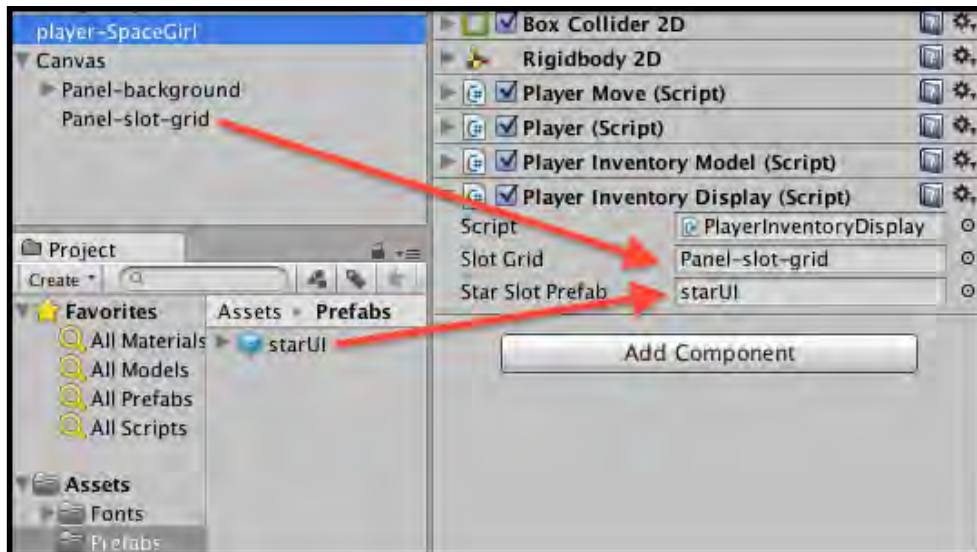 player-SpaceGirl
Canvas
Panel-background
Panel-slot-grid
Project
Create
Favorites
All Materials
All Models
All Prefabs
All Scripts
Assets
Fonts
Prefabs
Assets Prefabs
starUI
Box Collider 2D
Rigidbody 2D
Player Move (Script)
Player (Script)
Player Inventory Model (Script)
Player Inventory Display (Script)
Script PlayerInventoryDisplay
Slot Grid Panel-slot-grid
Star Slot Prefab starUI
Add Component